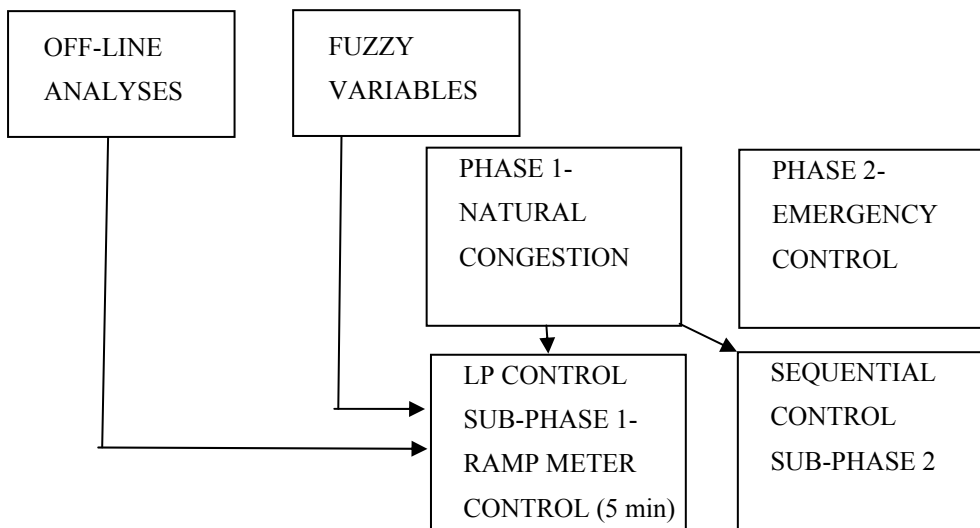 OFF-LINE
ANALYSES
FUZZY
VARIABLES
PHASE 1-
NATURAL
CONGESTION
PHASE 2-
EMERGENCY
CONTROL
LP CONTROL
SUB-PHASE 1-
RAMP METER
CONTROL (5 min)
SEQUENTIAL
CONTROL
SUB-PHASE 2